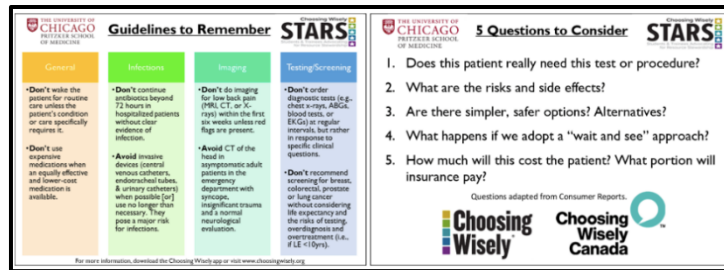 THE UNIVERSITY OF
CHICAGO
PRITZKER SCHOOL
OF MEDICINE
Guidelines to Remember
Choosing Wisely
STARS
General
•Don't wake the
patient for routine
care unless the
patient's condition
or care specifically
requires it.
•Don't use
expensive
medications when
an equally effective
and lower-cost
medication is
available.
Infections
•Don't continue
antibiotics beyond
72 hours in
hospitalized patients
without clear
evidence of
infection.
•Avoid invasive
devices (central
venous catheters,
endotracheal tubes,
& urinary catheters)
when possible [or]
use no longer than
necessary. They
pose a major risk
for infections.
Imaging
•Don't do imaging
for low back pain
(MRI, CT, or X-
rays) within the first
six weeks unless red
flags are present.
•Avoid CT of the
head in
asymptomatic adult
patients in the
emergency
department with
syncope,
insignificant trauma
and a normal
neurological
evaluation.
Testing/Screening
•Don't order
diagnostic tests (e.g.,
chest x-rays, ABGs,
blood tests, or
EKGs) at regular
intervals, but rather
in response to
specific clinical
questions.
•Don't recommend
screening for breast,
colorectal, prostate
or lung cancer
without considering
life expectancy and
the risks of testing,
overdiagnosis and
overtreatment (i.e.,
if LE <10yrs).
For more information, download the Choosing Wisely app or visit www.choosingwisely.org
THE UNIVERSITY OF
CHICAGO
PRITZKER SCHOOL
OF MEDICINE
5 Questions to Consider
Choosing Wisely
STARS
1. Does this patient really need this test or procedure?
2. What are the risks and side effects?
3. Are there simpler, safer options? Alternatives?
4. What happens if we adopt a "wait and see" approach?
5. How much will this cost the patient? What portion will
insurance pay?
Questions adapted from Consumer Reports.
Choosing
Wisely
Choosing
Wisely
Canada